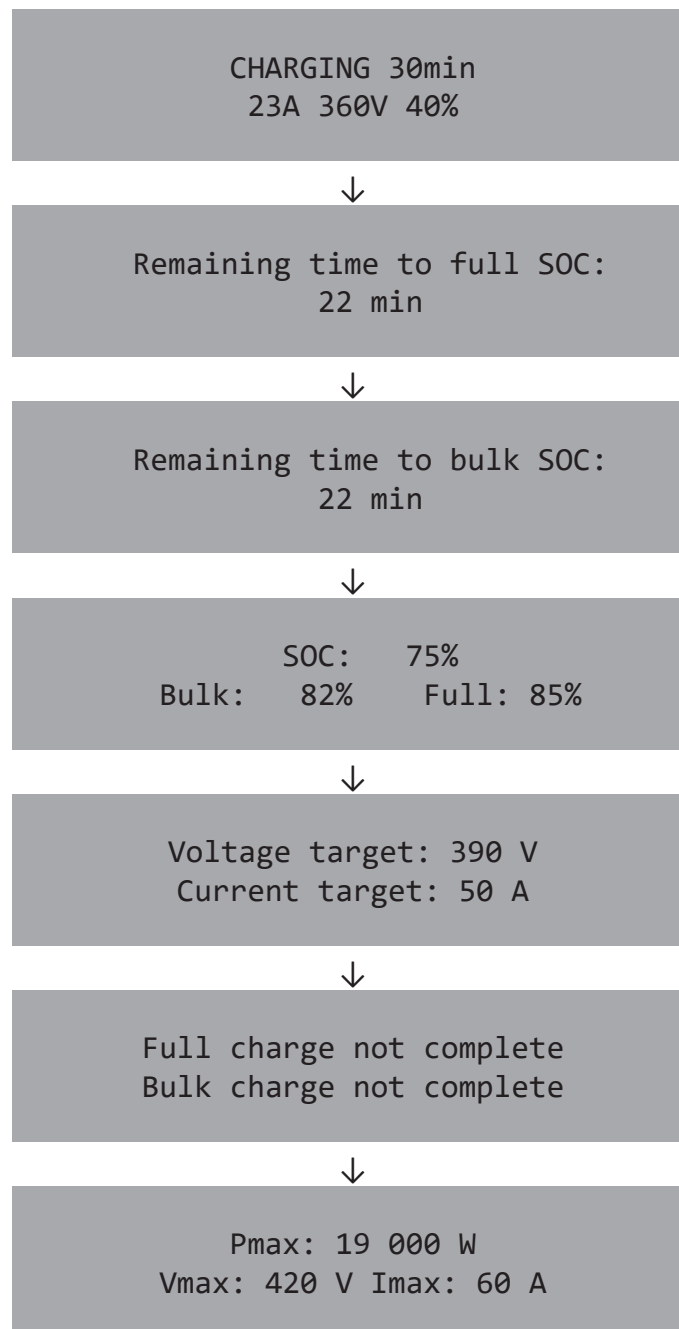 CHARGING 30min
23A 360V 40%
↓
Remaining time to full SOC:
22 min
↓
Remaining time to bulk SOC:
22 min
↓
SOC: 75%
Bulk: 82% Full: 85%
↓
Voltage target: 390 V
Current target: 50 A
↓
Full charge not complete
Bulk charge not complete
↓
Pmax: 19 000 W
Vmax: 420 V Imax: 60 A